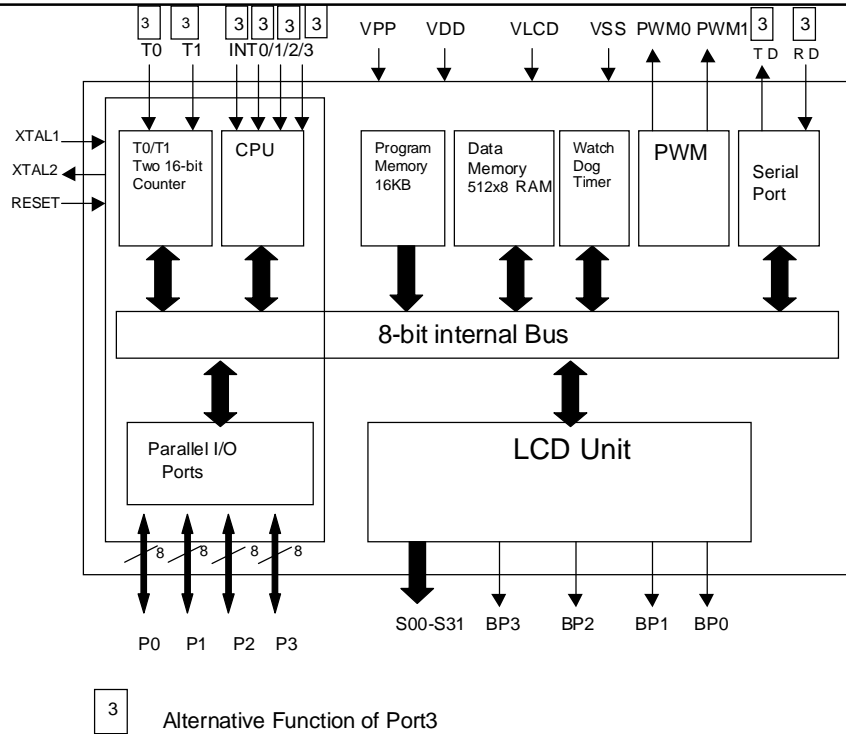 3 3 3 3 3 3 VPP VDD VLCD VSS PWM0 PWM1 3 3
T0 T1 INT0/1/2/3 TD RD
XTAL1
XTAL2
RESET
T0/T1
Two 16-bit
Counter
CPU
Program
Memory
16KB
Data
Memory
512x8 RAM
Watch
Dog
Timer
PWM
Serial
Port
8-bit internal Bus
Parallel I/O
Ports
LCD Unit
8 8 8 8
P0 P1 P2 P3
S00-S31 BP3 BP2 BP1 BP0
3 Alternative Function of Port3